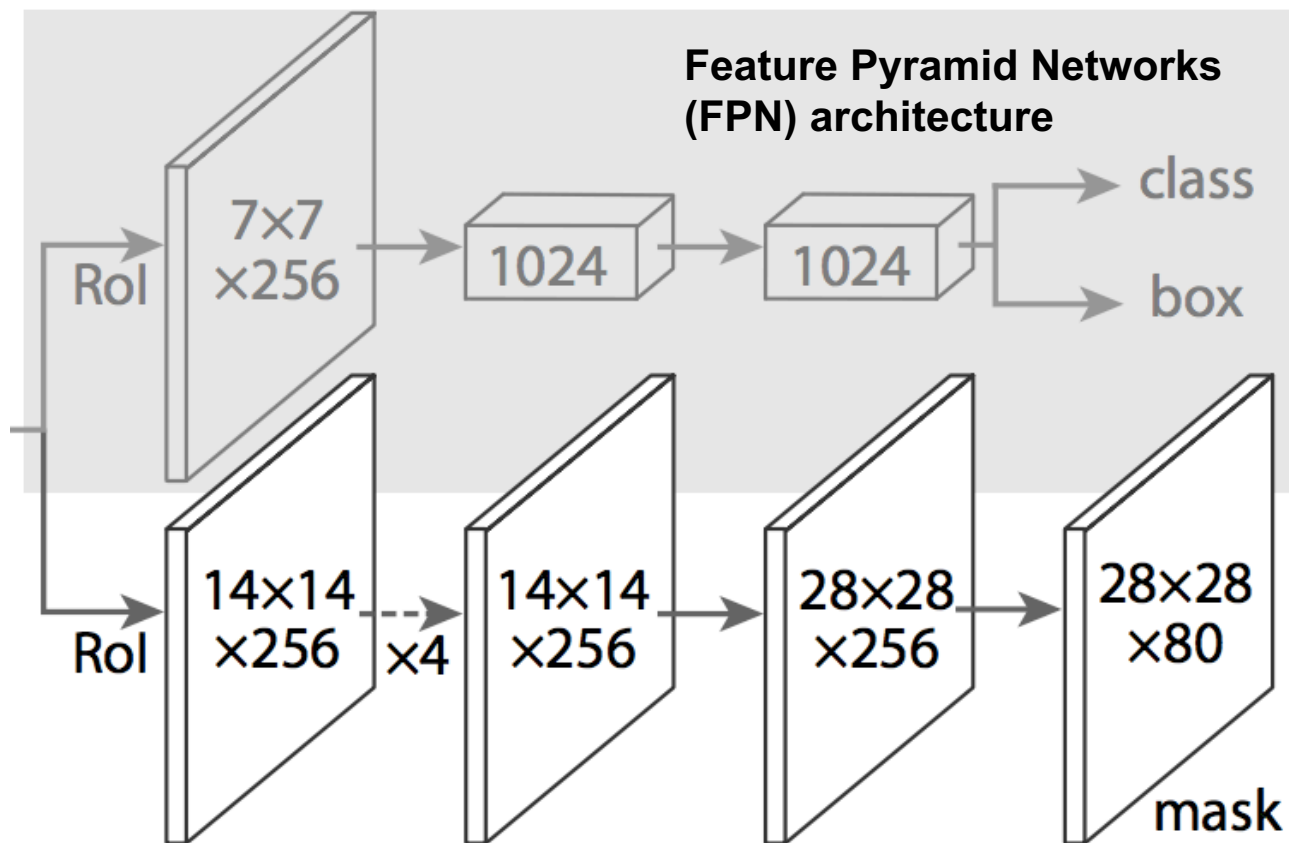 Feature Pyramid Networks
(FPN) architecture
RoI
7×7
×256
1024
1024
class
box
RoI
14×14
×256
×4
14×14
×256
28×28
×256
28×28
×80
mask